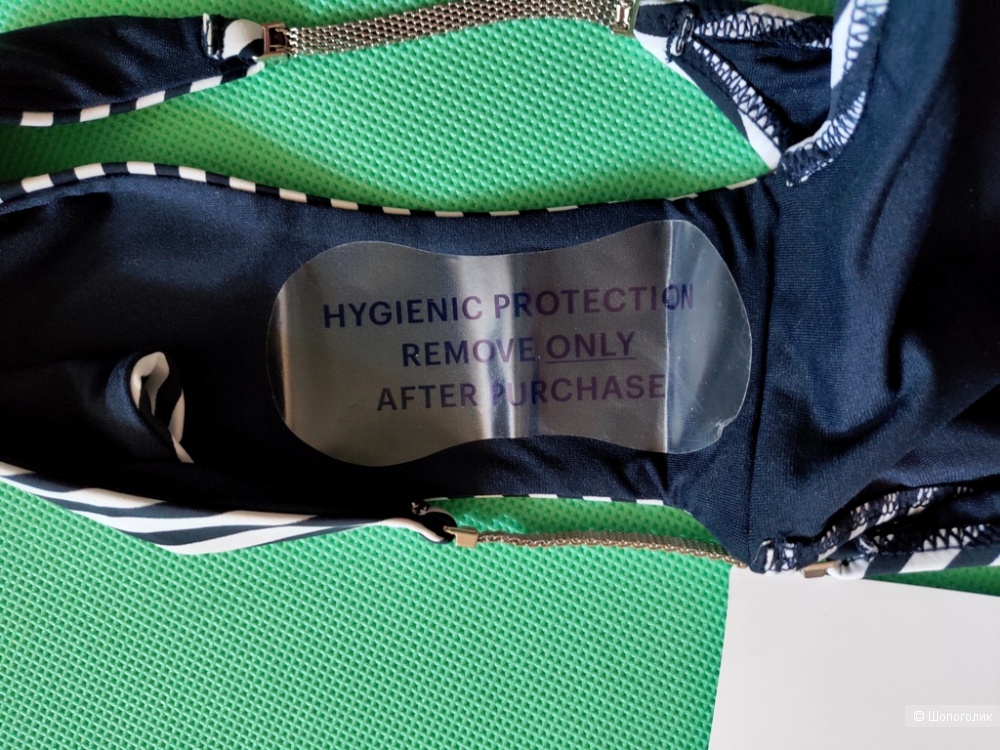 HYGIENIC PROTECTION
REMOVE ONLY
AFTER PURCHASE
© Шопоголик